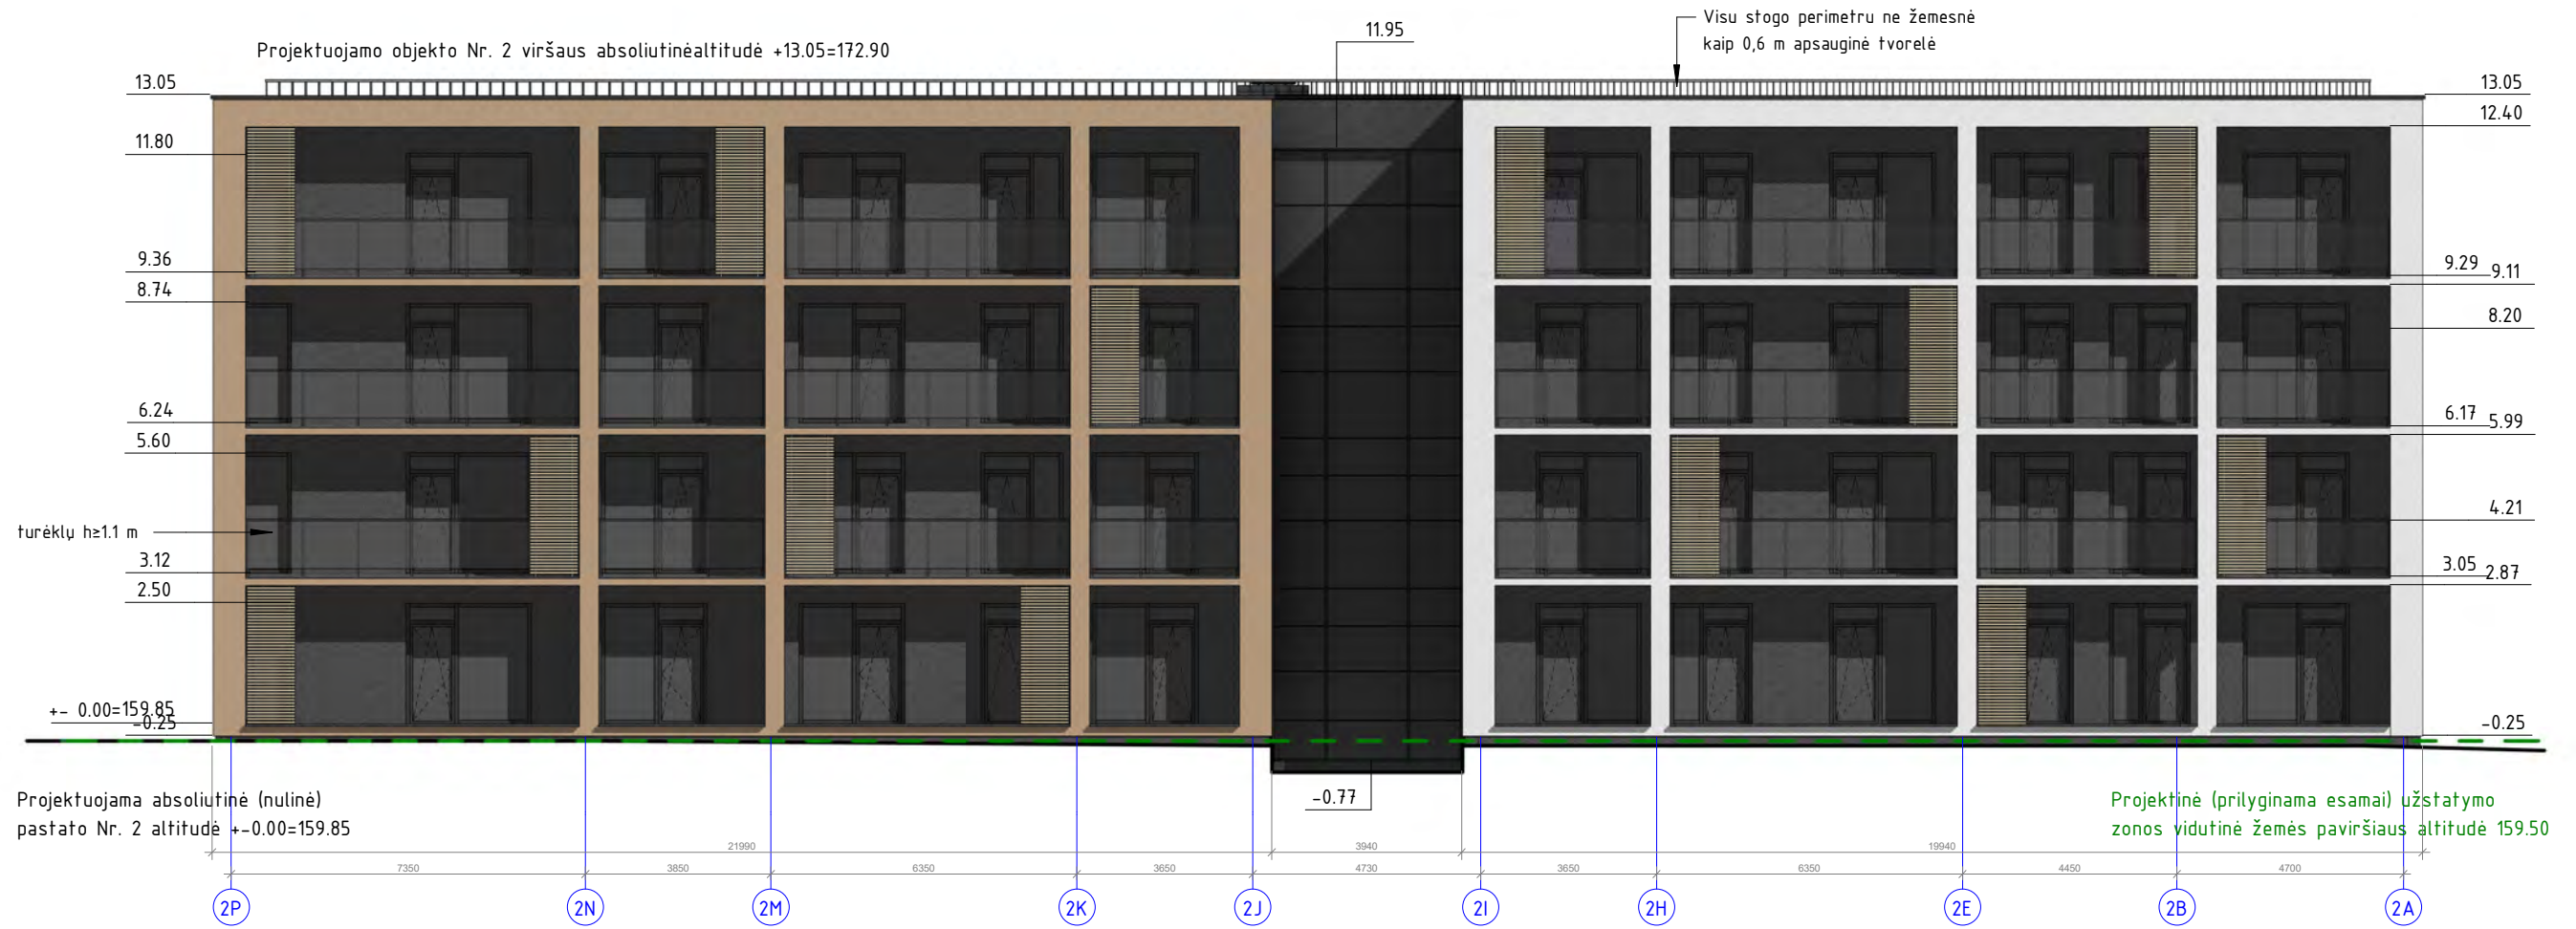 Visu stogo perimetru ne žemesnė
kaip 0,6 m apsauginė tvorelė
11.95
Projektuojamo objekto Nr. 2 viršaus absoliutinėaltitudė +13.05=172.90
13.05
11.80
9.36
8.74
6.24
5.60
turėklų h≥1.1 m
3.12
2.50
+- 0.00=159.85
-0.25
13.05
12.40
9.29
9.11
8.20
6.17
5.99
4.21
3.05
2.87
-0.25
-0.77
Projektuojama absoliutinė (nulinė)
pastato Nr. 2 altitudė +-0.00=159.85
Projektinė (prilyginama esamai) užstatymo
zonos vidutinė žemės paviršiaus altitudė 159.50
21990 3940 19940
7350 3850 6350 3650 4730 3650 6350 4450 4700
2P 2N 2M 2K 2J 2I 2H 2E 2B 2A